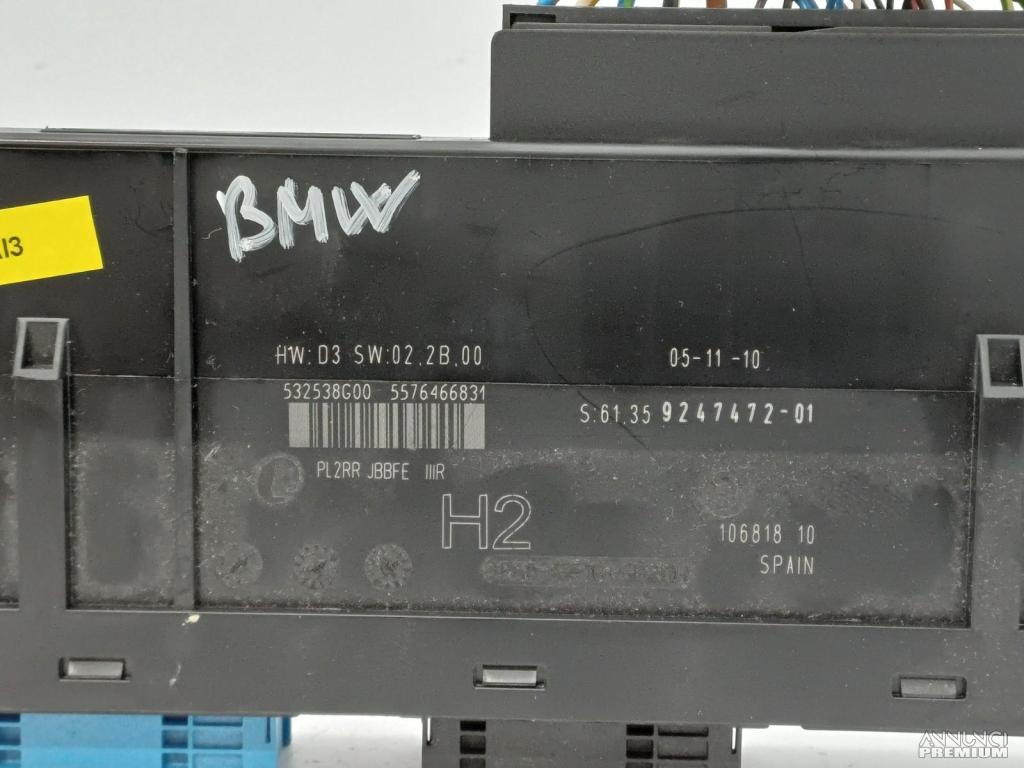 BMW
I3
HW:D3 SW:02.2B.00
05-11-10
532538G00 5576466831
S:61.35 9247472-01
PL2RR JBBFE IIIR
H2
106818 10
SPAIN
ANNUNCI
PREMIUM